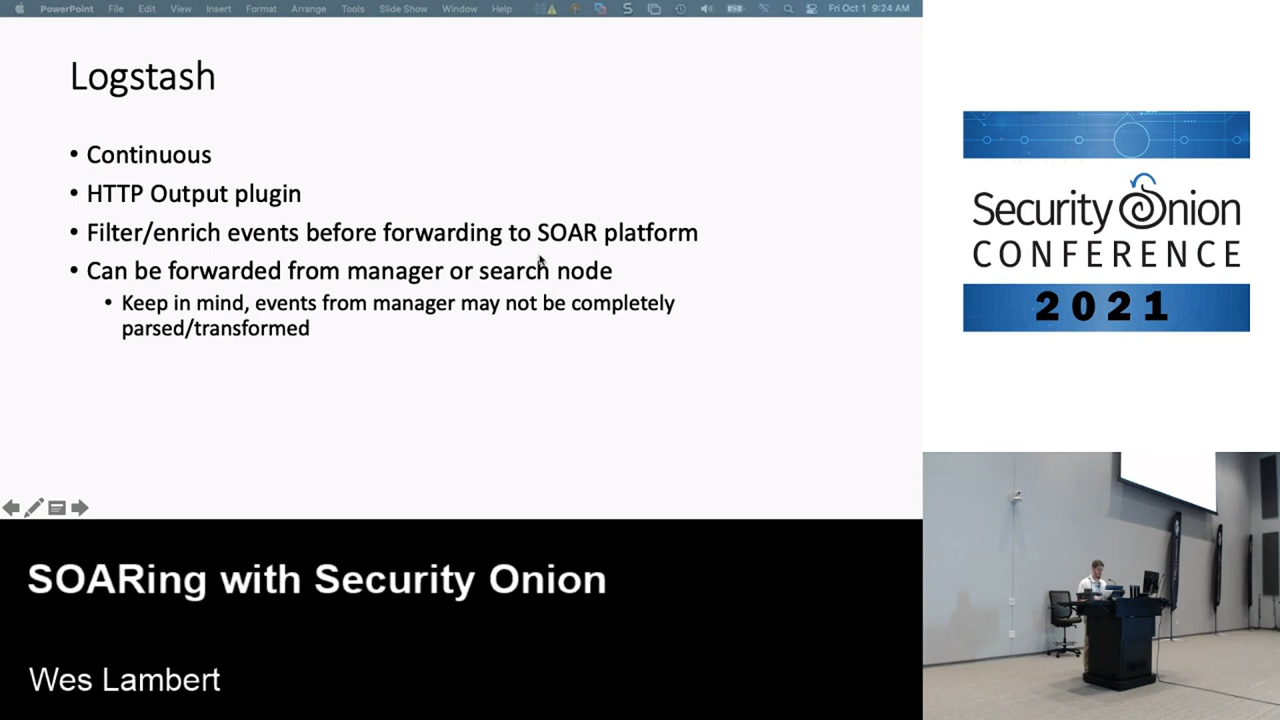 PowerPoint File Edit View Insert Format Arrange Tools Slide Show Window Help Fri Oct 1 9:24 AM
Logstash
• Continuous
• HTTP Output plugin
• Filter/enrich events before forwarding to SOAR platform
• Can be forwarded from manager or search node
• Keep in mind, events from manager may not be completely
parsed/transformed
Security Onion
CONFERENCE
2021
SOARing with Security Onion
Wes Lambert